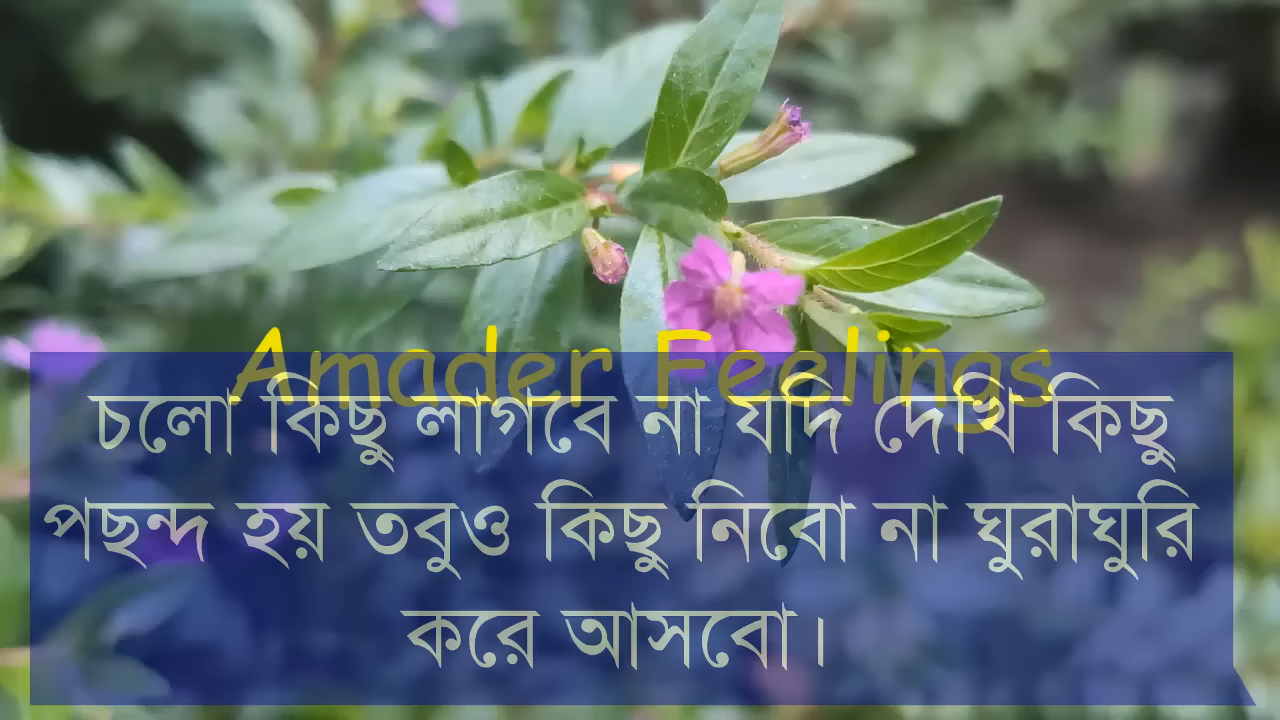 Amader Feelings
চলো কিছু লাগবে না যদি দেখি কিছু
পছন্দ হয় তবুও কিছু নিবো না ঘুরাঘুরি
করে আসবো।